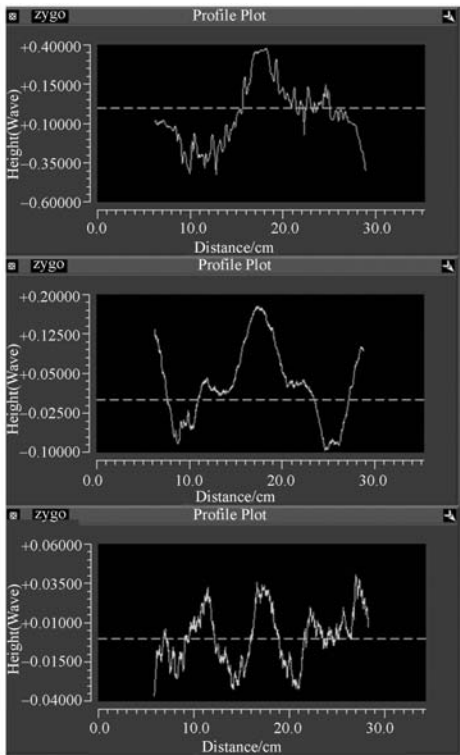 zygo Profile Plot
Height(Wave)
+0.40000
+0.15000
+0.10000
−0.35000
−0.60000
0.0 10.0 20.0 30.0
Distance/cm
zygo Profile Plot
Height(Wave)
+0.20000
+0.12500
+0.05000
−0.02500
−0.10000
0.0 10.0 20.0 30.0
Distance/cm
zygo Profile Plot
Height(Wave)
+0.06000
+0.03500
+0.01000
−0.01500
−0.04000
0.0 10.0 20.0 30.0
Distance/cm